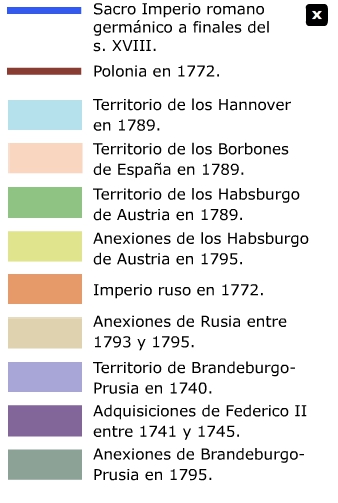 Sacro Imperio romano
germánico a finales del
s. XVIII.
Polonia en 1772.
Territorio de los Hannover
en 1789.
Territorio de los Borbones
de España en 1789.
Territorio de los Habsburgo
de Austria en 1789.
Anexiones de los Habsburgo
de Austria en 1795.
Imperio ruso en 1772.
Anexiones de Rusia entre
1793 y 1795.
Territorio de Brandeburgo-
Prusia en 1740.
Adquisiciones de Federico II
entre 1741 y 1745.
Anexiones de Brandeburgo-
Prusia en 1795.